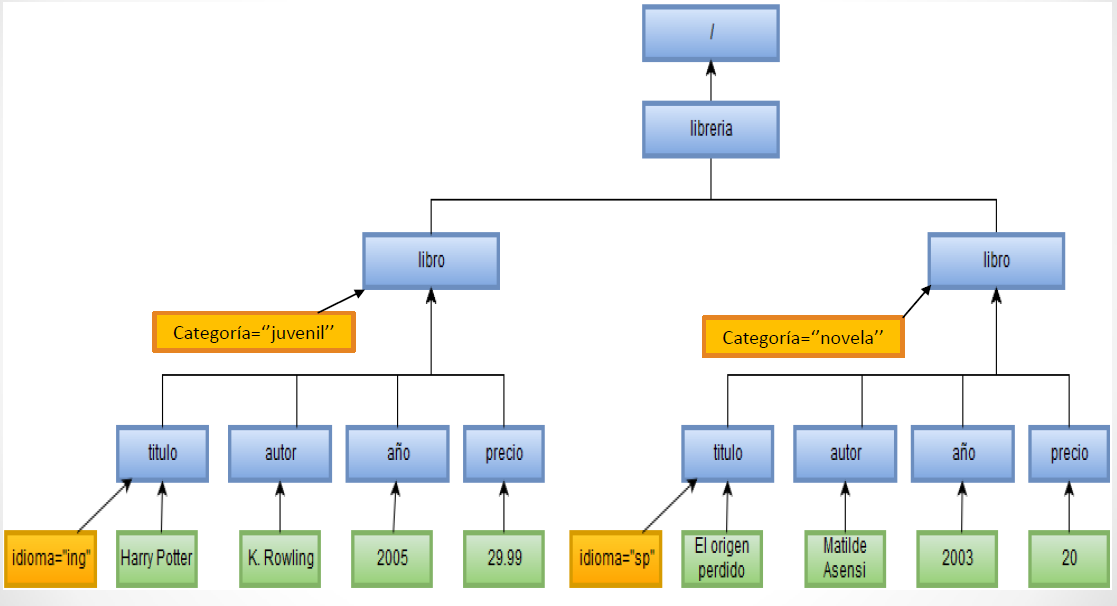 /
libreria
libro
libro
Categoría=‘’juvenil’’
Categoría=‘’novela’’
titulo
autor
año
precio
titulo
autor
año
precio
idioma="ing"
Harry Potter
K. Rowling
2005
29.99
idioma="sp"
El origen
perdido
Matilde
Asensi
2003
20